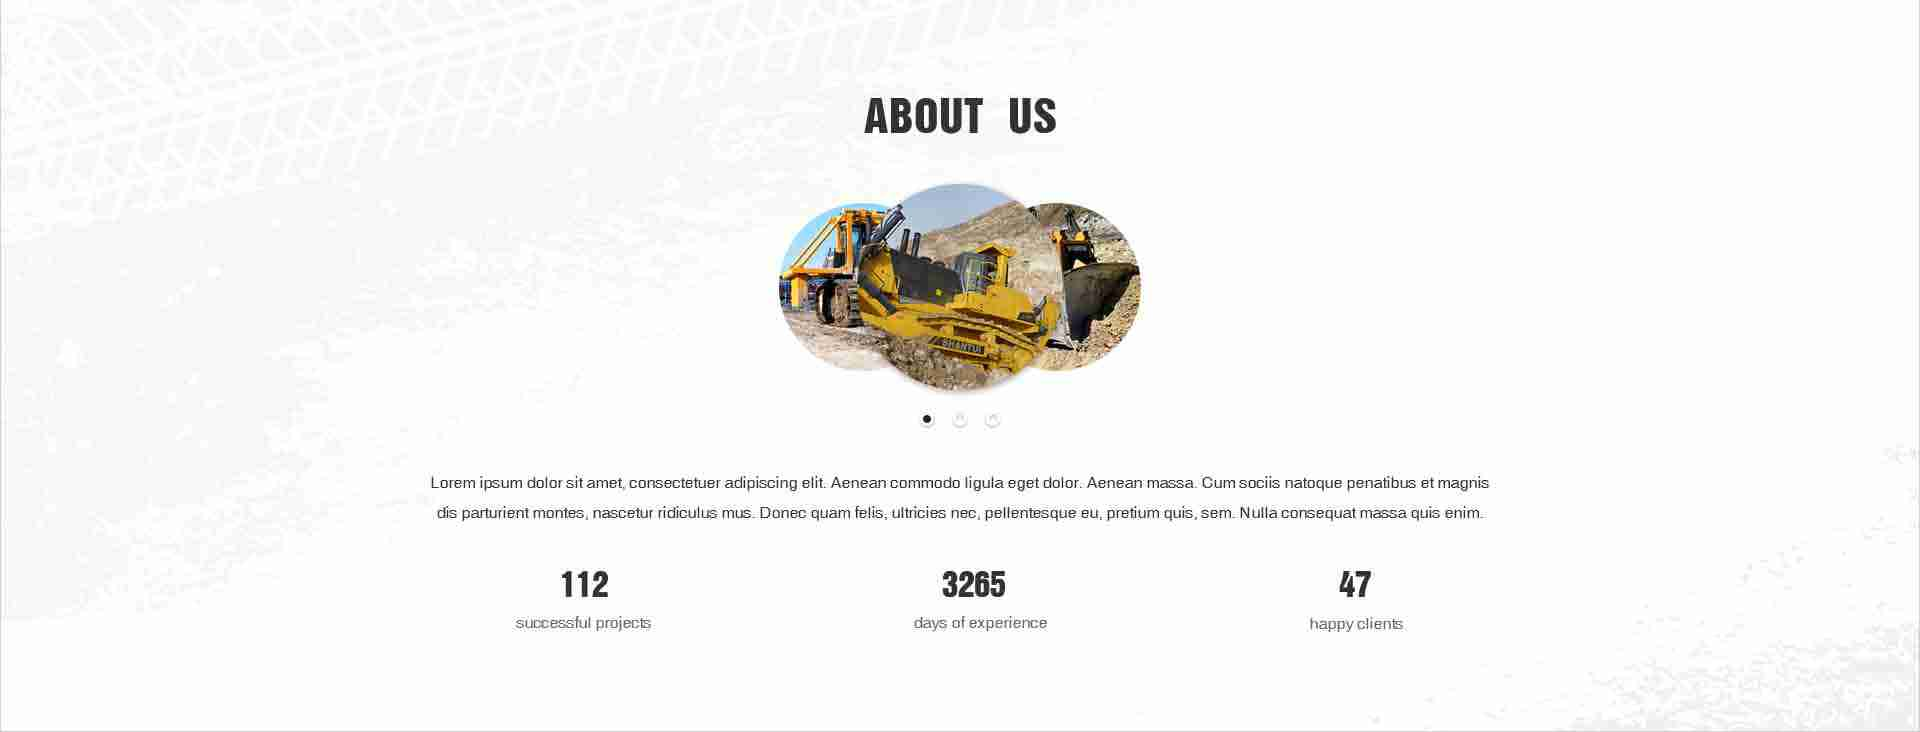 ABOUT US
SHANTUI
Lorem ipsum dolor sit amet, consectetuer adipiscing elit. Aenean commodo ligula eget dolor. Aenean massa. Cum sociis natoque penatibus et magnis
dis parturient montes, nascetur ridiculus mus. Donec quam felis, ultricies nec, pellentesque eu, pretium quis, sem. Nulla consequat massa quis enim.
112 3265 47
successful projects days of experience happy clients